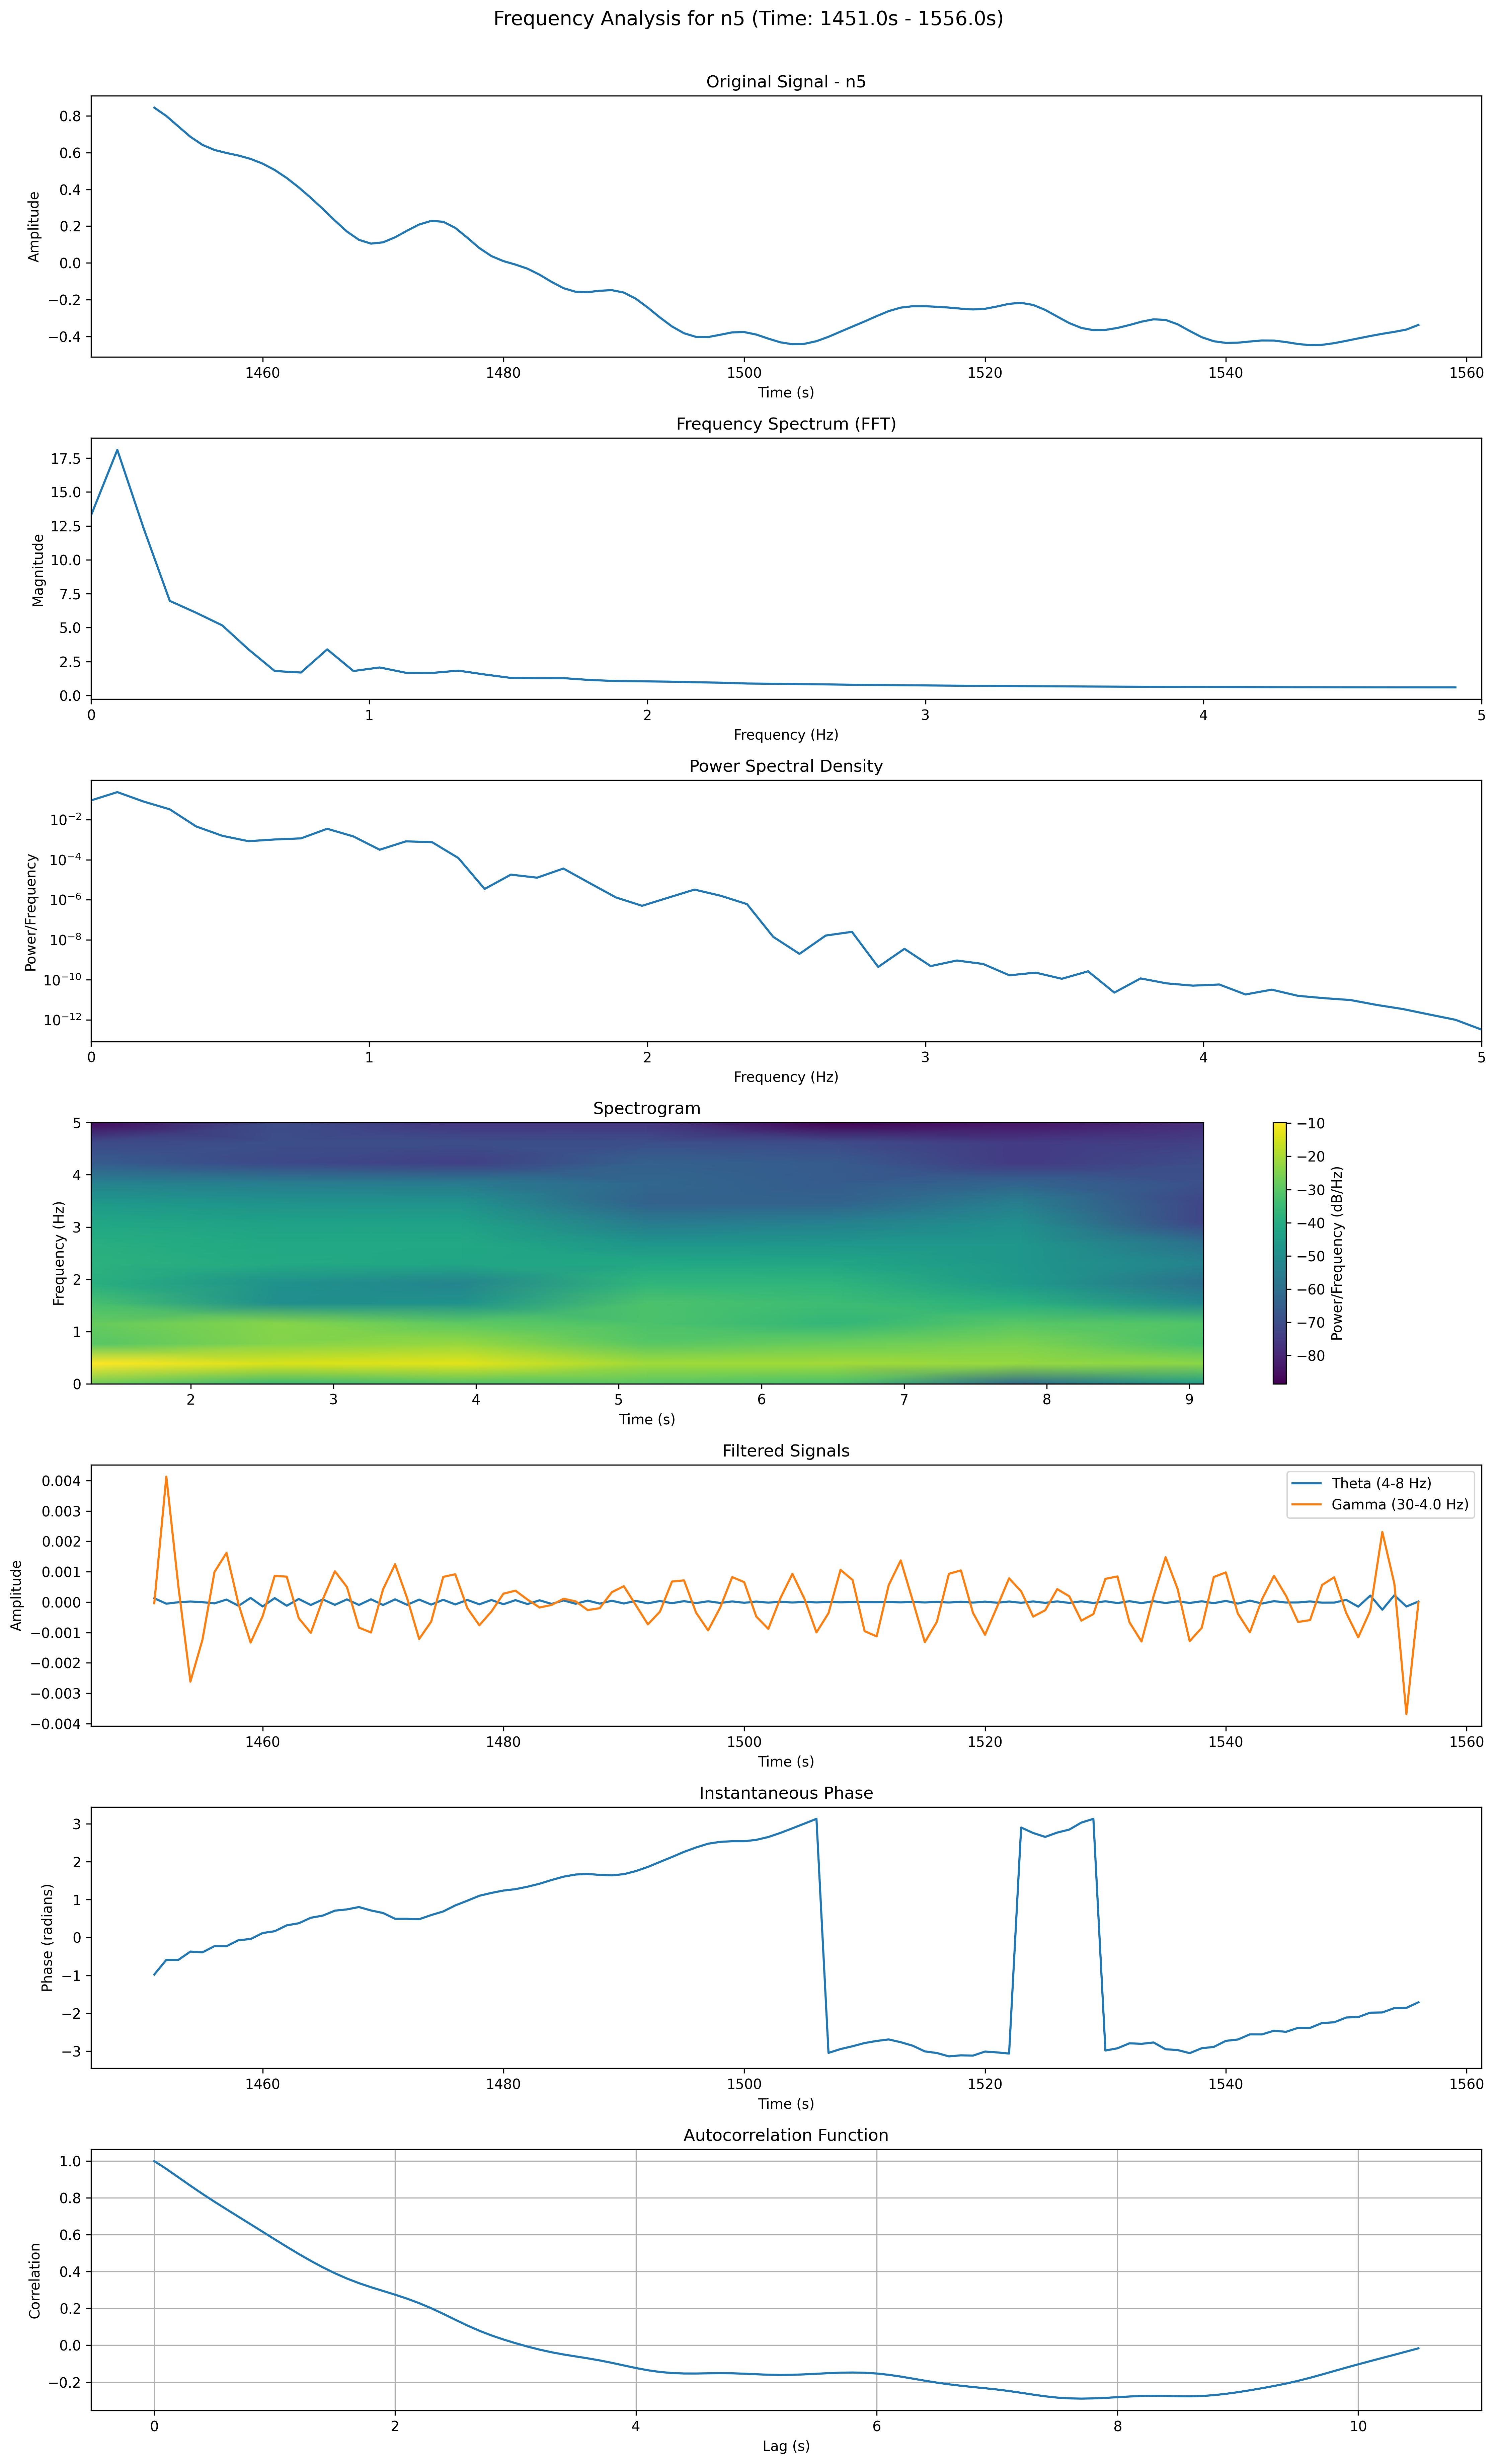 Frequency Analysis for n5 (Time: 1451.0s - 1556.0s)
Original Signal - n5
Amplitude
0.8
0.6
0.4
0.2
0.0
−0.2
−0.4
1460 1480 1500 1520 1540 1560
Time (s)
Frequency Spectrum (FFT)
Magnitude
17.5
15.0
12.5
10.0
7.5
5.0
2.5
0.0
0 1 2 3 4 5
Frequency (Hz)
Power Spectral Density
Power/Frequency
10⁻²
10⁻⁴
10⁻⁶
10⁻⁸
10⁻¹⁰
10⁻¹²
0 1 2 3 4 5
Frequency (Hz)
Spectrogram
Frequency (Hz)
5
4
3
2
1
0
2 3 4 5 6 7 8 9
Time (s)
−10
−20
−30
−40
−50
−60
−70
−80
Power/Frequency (dB/Hz)
Filtered Signals
Theta (4-8 Hz)
Gamma (30-4.0 Hz)
Amplitude
0.004
0.003
0.002
0.001
0.000
−0.001
−0.002
−0.003
−0.004
1460 1480 1500 1520 1540 1560
Time (s)
Instantaneous Phase
Phase (radians)
3
2
1
0
−1
−2
−3
1460 1480 1500 1520 1540 1560
Time (s)
Autocorrelation Function
Correlation
1.0
0.8
0.6
0.4
0.2
0.0
−0.2
0 2 4 6 8 10
Lag (s)